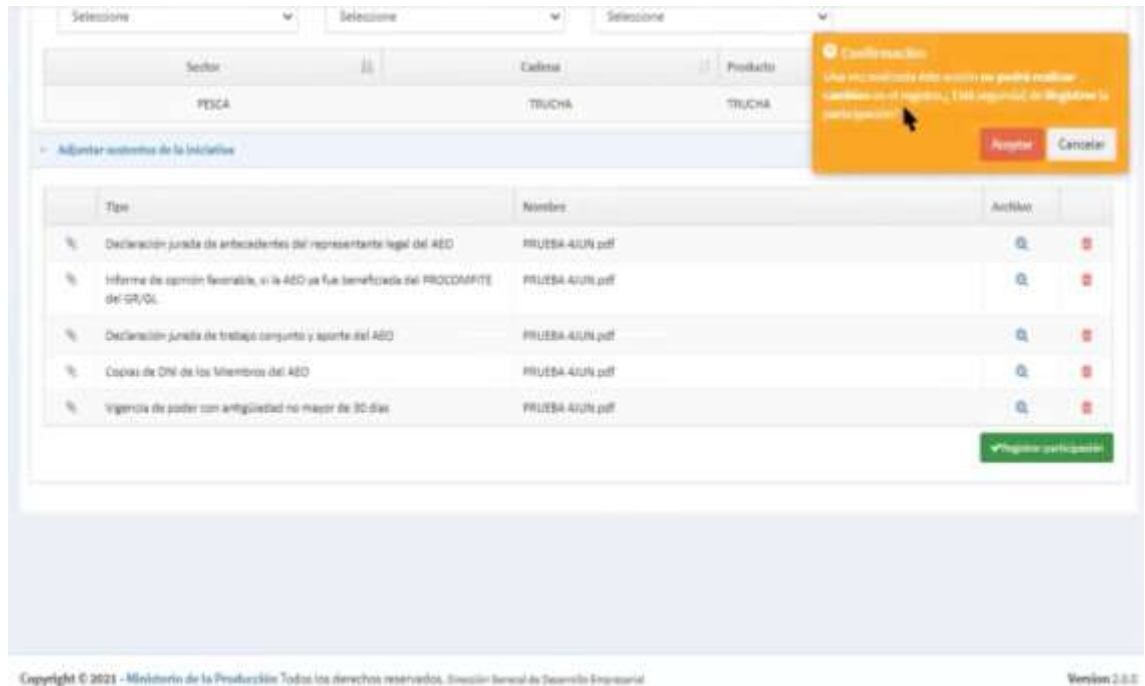 Seleccione Seleccione Seleccione
Sector Cadena Producto
PESCA TRUCHA TRUCHA
Confirmación
Una vez realizada esta acción no podrá realizar
cambios en el registro ¿ Está seguro(a) de Registrar la
participación?
Aceptar Cancelar
Adjuntar sustentos de la iniciativa
Tipo Nombre Archivo
Declaración jurada de antecedentes del representante legal del AEO PRUEBA 4JUN.pdf
Informe de opinión favorable, si la AEO ya fue beneficiada del PROCOMPITE
del GR/GL. PRUEBA 4JUN.pdf
Declaración jurada de trabajo conjunto y aporte del AEO PRUEBA 4JUN.pdf
Copias de DNI de los Miembros del AEO PRUEBA 4JUN.pdf
Vigencia de poder con antigüedad no mayor de 30 días PRUEBA 4JUN.pdf
Registrar participación
Copyright © 2021 - Ministerio de la Producción Todos los derechos reservados. Dirección General de Desarrollo Empresarial Version 2.0.0